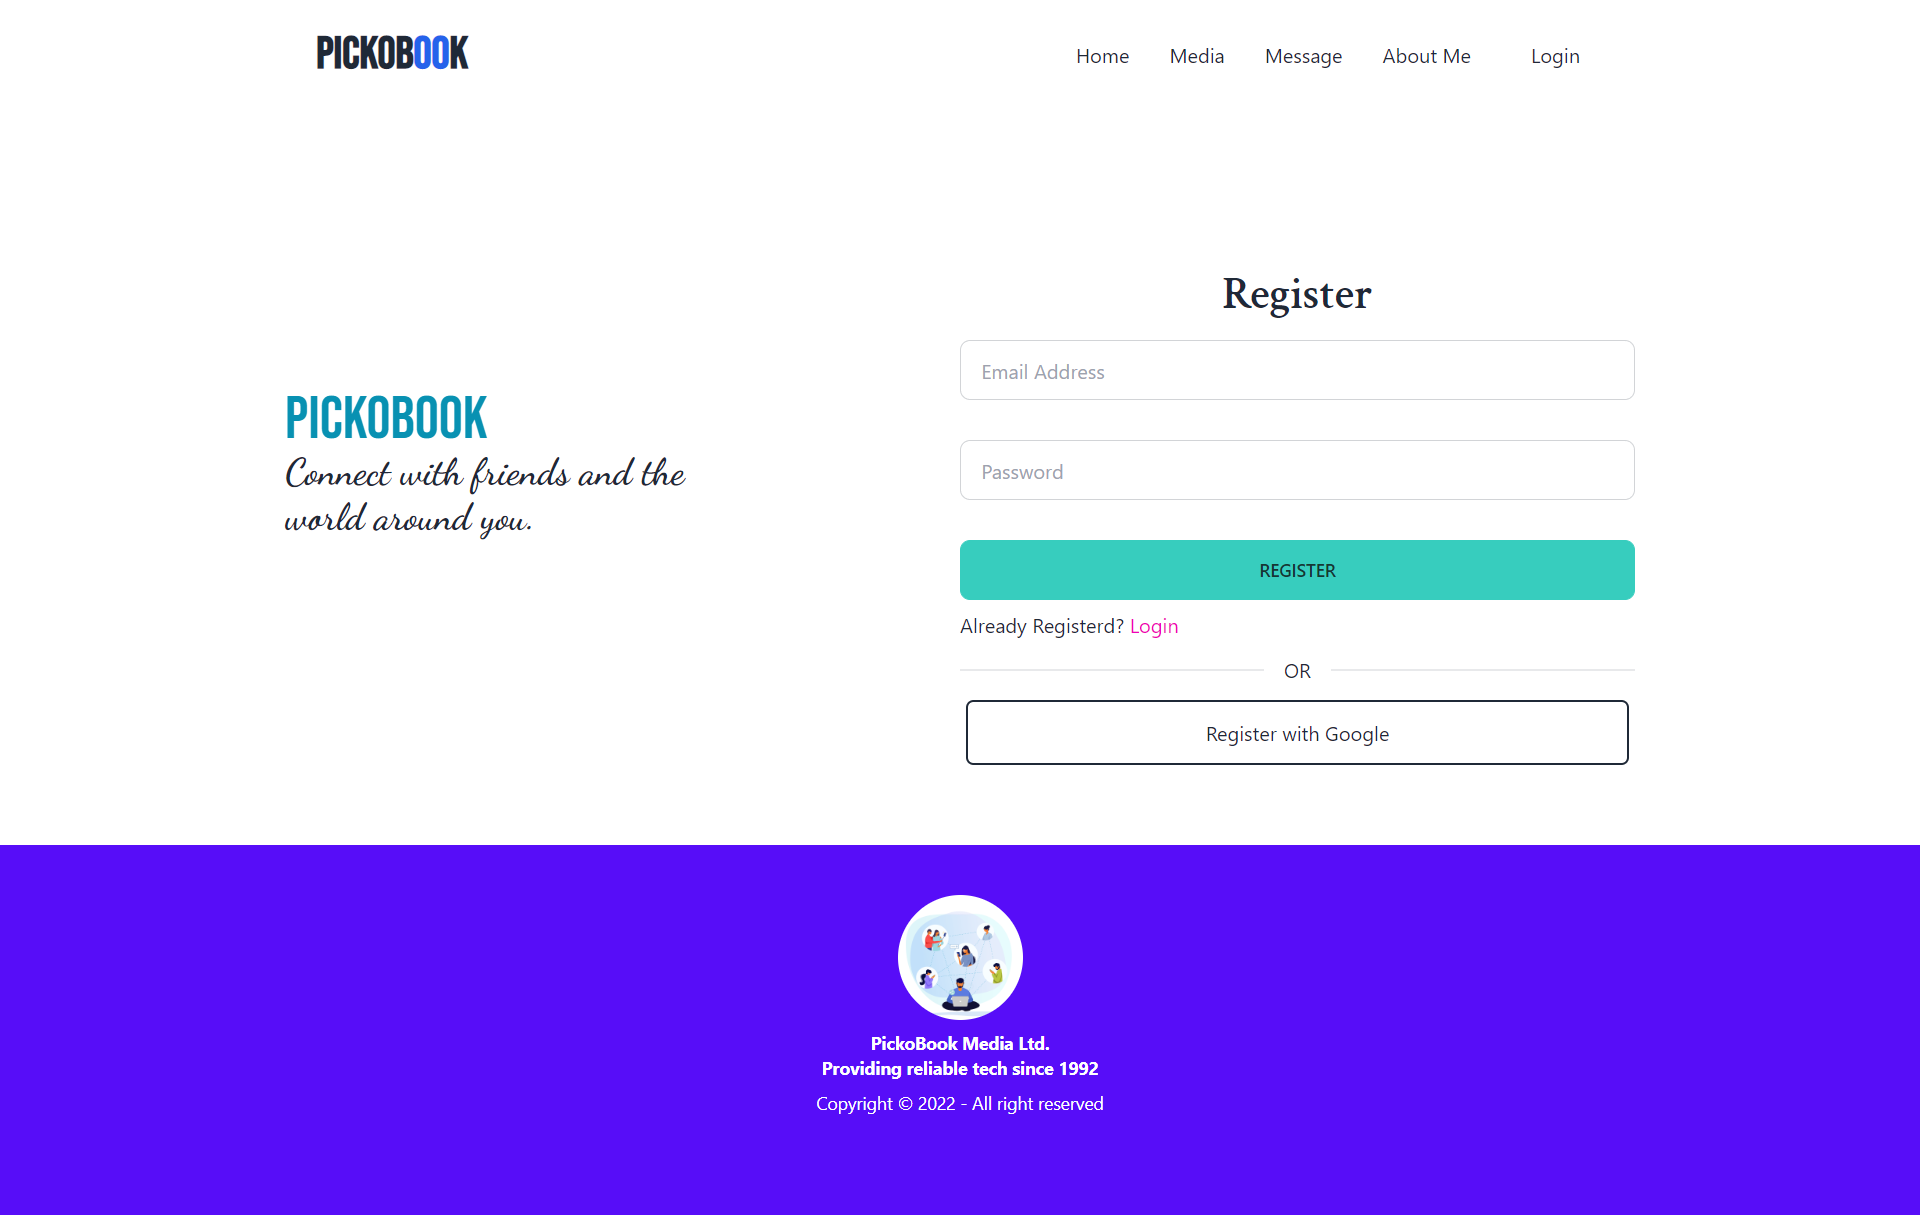 PICKOBOOK
Home Media Message About Me Login
Register
Email Address
Password
PICKOBOOK
Connect with friends and the
world around you.
REGISTER
Already Registerd? Login
OR
Register with Google
PickoBook Media Ltd.
Providing reliable tech since 1992
Copyright © 2022 - All right reserved